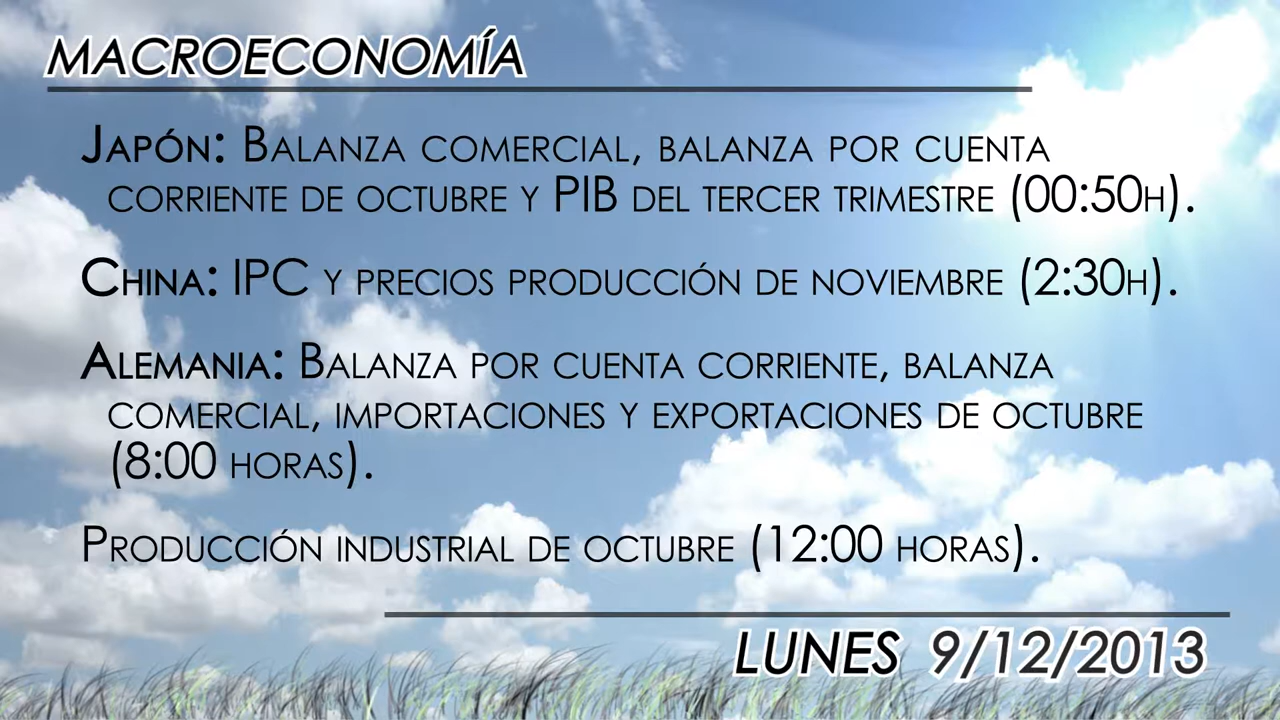 MACROECONOMÍA
Japón: Balanza comercial, balanza por cuenta
corriente de octubre y PIB del tercer trimestre (00:50h).
China: IPC y precios producción de noviembre (2:30h).
Alemania: Balanza por cuenta corriente, balanza
comercial, importaciones y exportaciones de octubre
(8:00 horas).
Producción industrial de octubre (12:00 horas).
LUNES 9/12/2013